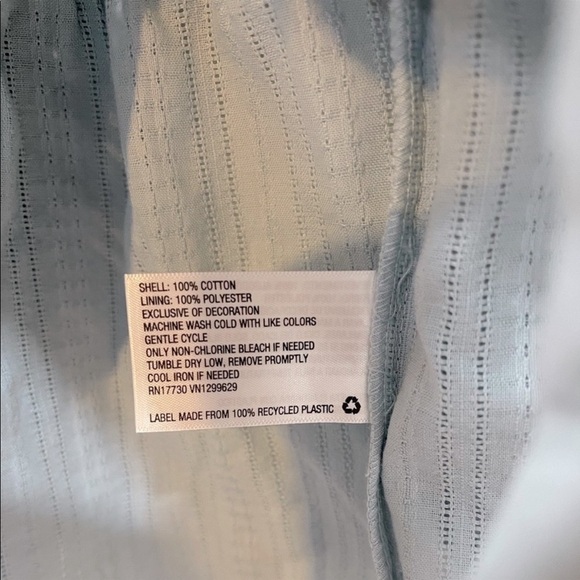 SHELL: 100% COTTON
LINING: 100% POLYESTER
EXCLUSIVE OF DECORATION
MACHINE WASH COLD WITH LIKE COLORS
GENTLE CYCLE
ONLY NON-CHLORINE BLEACH IF NEEDED
TUMBLE DRY LOW, REMOVE PROMPTLY
COOL IRON IF NEEDED
RN17730 VN1299629
LABEL MADE FROM 100% RECYCLED PLASTIC